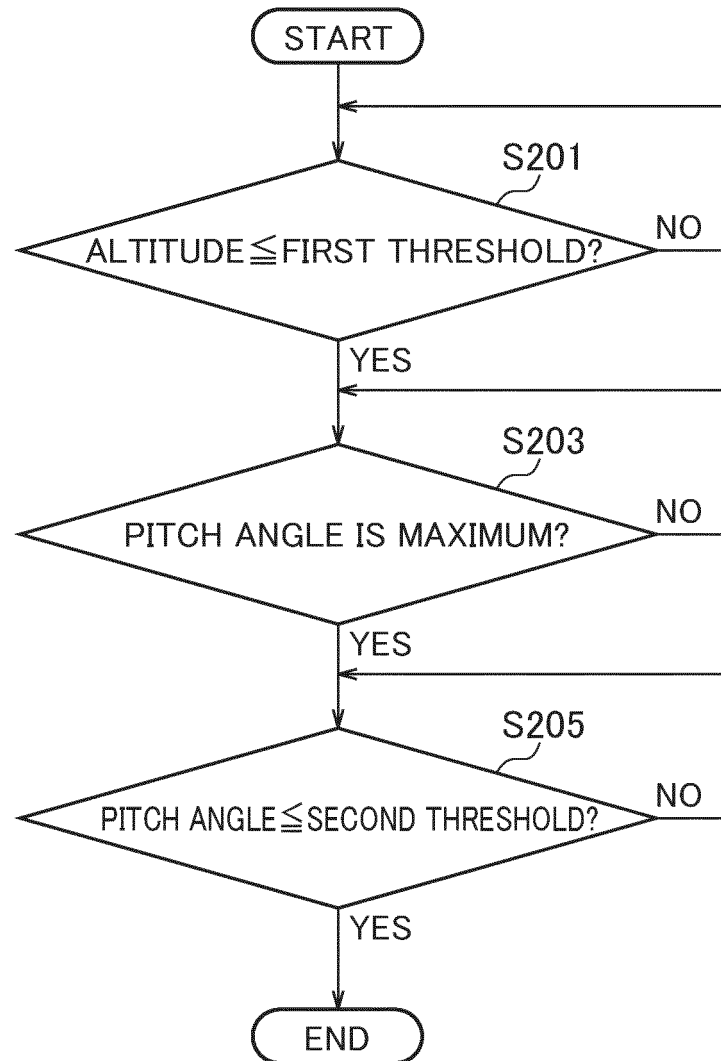 START
S201
ALTITUDE≦FIRST THRESHOLD?
NO
YES
S203
PITCH ANGLE IS MAXIMUM?
NO
YES
S205
PITCH ANGLE≦SECOND THRESHOLD?
NO
YES
END